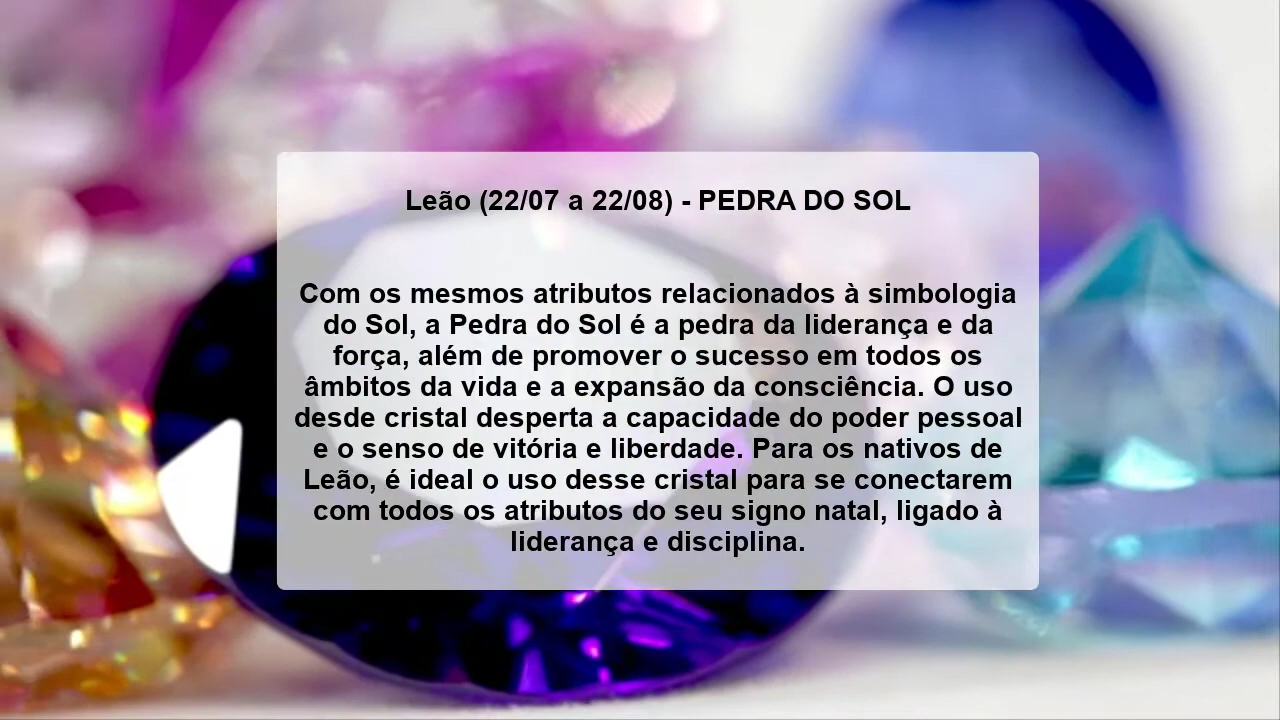 Leão (22/07 a 22/08) - PEDRA DO SOL
Com os mesmos atributos relacionados à simbologia
do Sol, a Pedra do Sol é a pedra da liderança e da
força, além de promover o sucesso em todos os
âmbitos da vida e a expansão da consciência. O uso
desde cristal desperta a capacidade do poder pessoal
e o senso de vitória e liberdade. Para os nativos de
Leão, é ideal o uso desse cristal para se conectarem
com todos os atributos do seu signo natal, ligado à
liderança e disciplina.